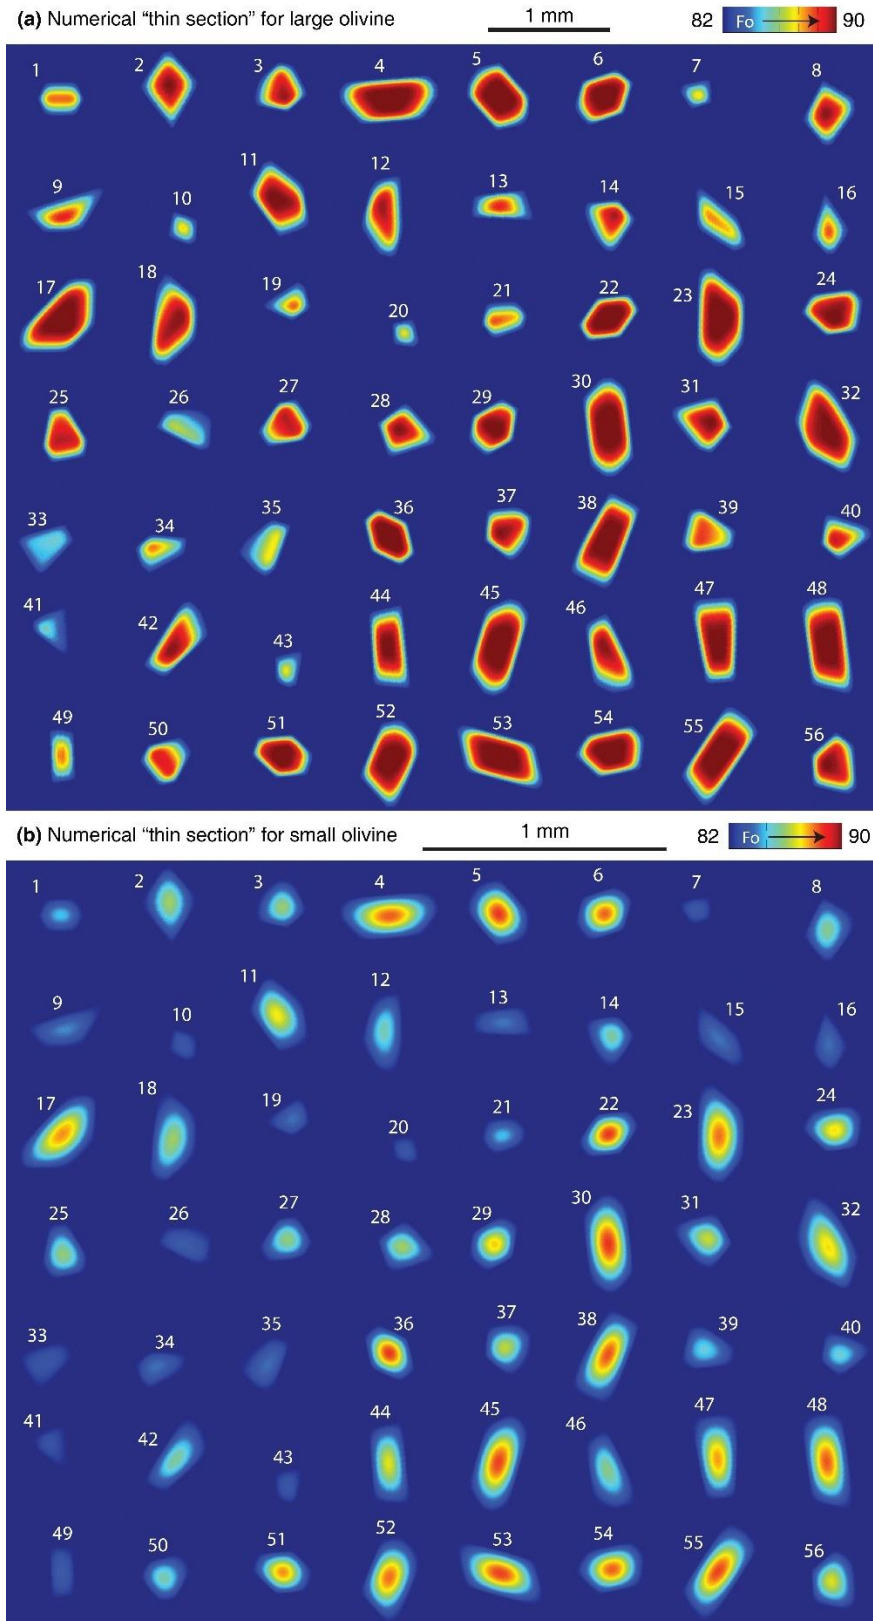 (a) Numerical “thin section” for large olivine 1 mm 82 Fo 90
1 2 3 4 5 6 7 8
9 10 11 12 13 14 15 16
17 18 19 20 21 22 23 24
25 26 27 28 29 30 31 32
33 34 35 36 37 38 39 40
41 42 43 44 45 46 47 48
49 50 51 52 53 54 55 56
(b) Numerical “thin section” for small olivine 1 mm 82 Fo 90
1 2 3 4 5 6 7 8
9 10 11 12 13 14 15 16
17 18 19 20 21 22 23 24
25 26 27 28 29 30 31 32
33 34 35 36 37 38 39 40
41 42 43 44 45 46 47 48
49 50 51 52 53 54 55 56